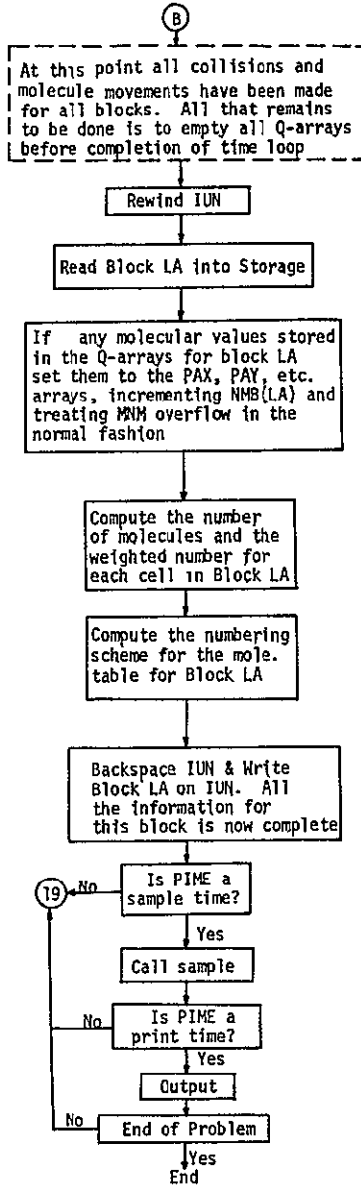 B
At this point all collisions and
molecule movements have been made
for all blocks. All that remains
to be done is to empty all Q-arrays
before completion of time loop
Rewind IUN
Read Block LA into Storage
If any molecular values stored
in the Q-arrays for block LA
set them to the PAX, PAY, etc.
arrays, incrementing NMB(LA) and
treating MNM overflow in the
normal fashion
Compute the number
of molecules and the
weighted number for
each cell in Block LA
Compute the numbering
scheme for the mole.
table for Block LA
Backspace IUN & Write
Block LA on IUN. All
the information for
this block is now complete
19
No
Is PIME a
sample time?
Yes
Call sample
No
Is PIME a
print time?
Yes
Output
No
End of Problem
Yes
End